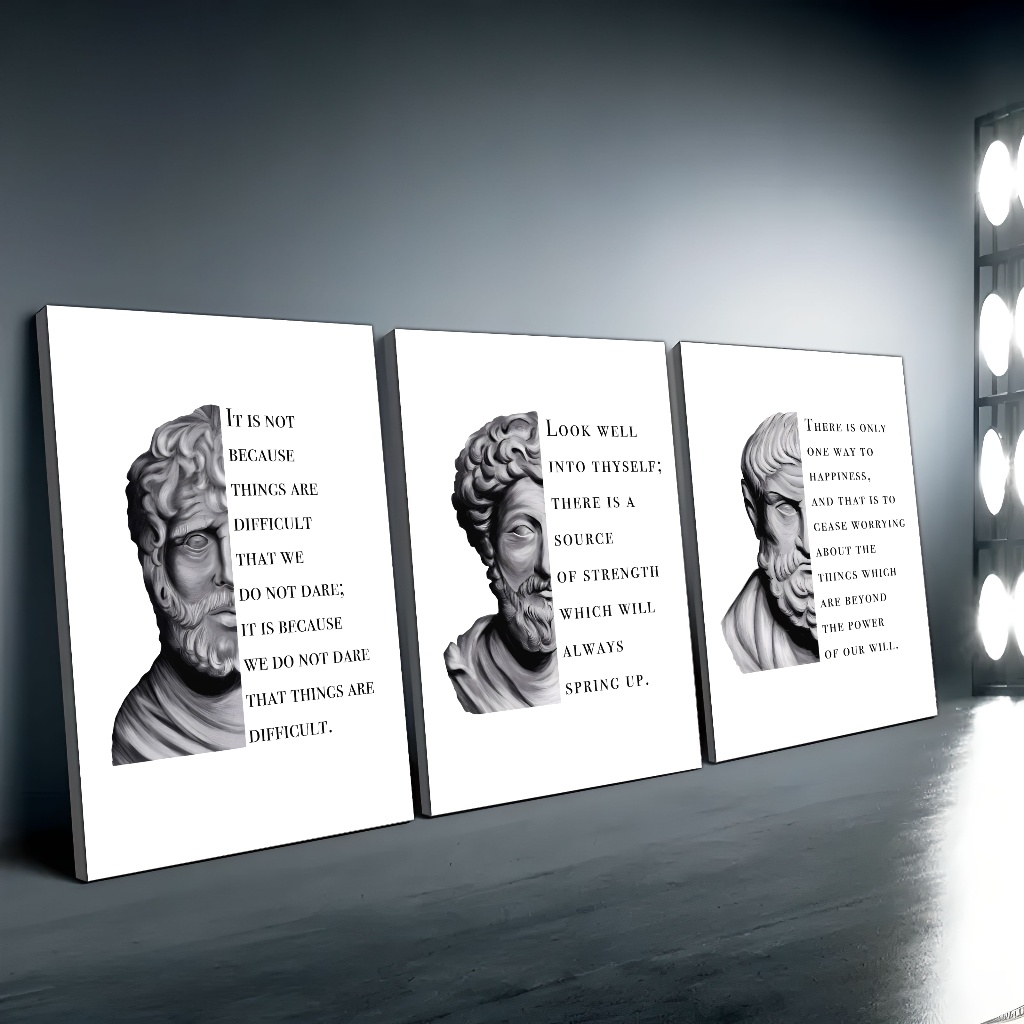 It is not
because
things are
difficult
that we
do not dare;
it is because
we do not dare
that things are
difficult.
Look well
into thyself;
there is a
source
of strength
which will
always
spring up.
There is only
one way to
happiness,
and that is to
cease worrying
about the
things which
are beyond
the power
of our will.